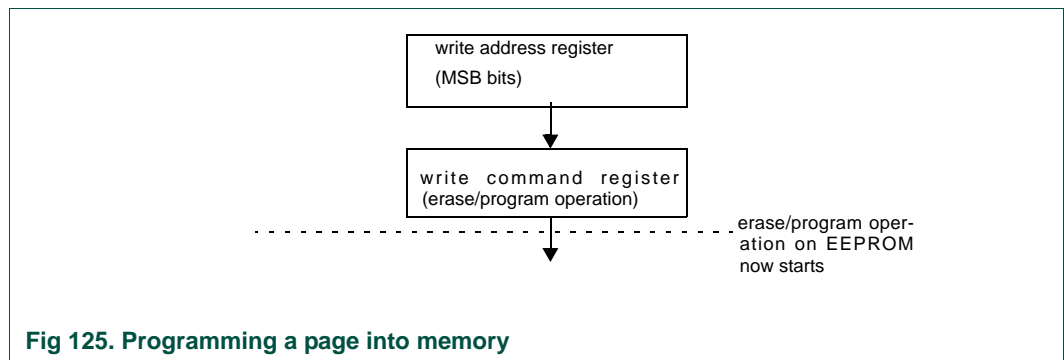 write address register
(MSB bits)
write command register
(erase/program operation)
erase/program oper-
ation on EEPROM
now starts
Fig 125. Programming a page into memory